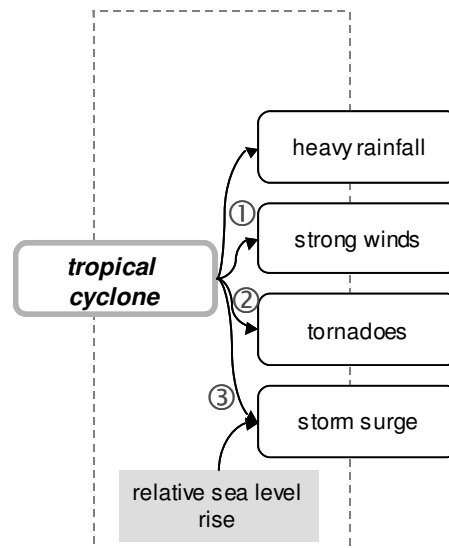 heavy rainfall
①
strong winds
tropical
cyclone
②
tornadoes
③
storm surge
relative sea level
rise